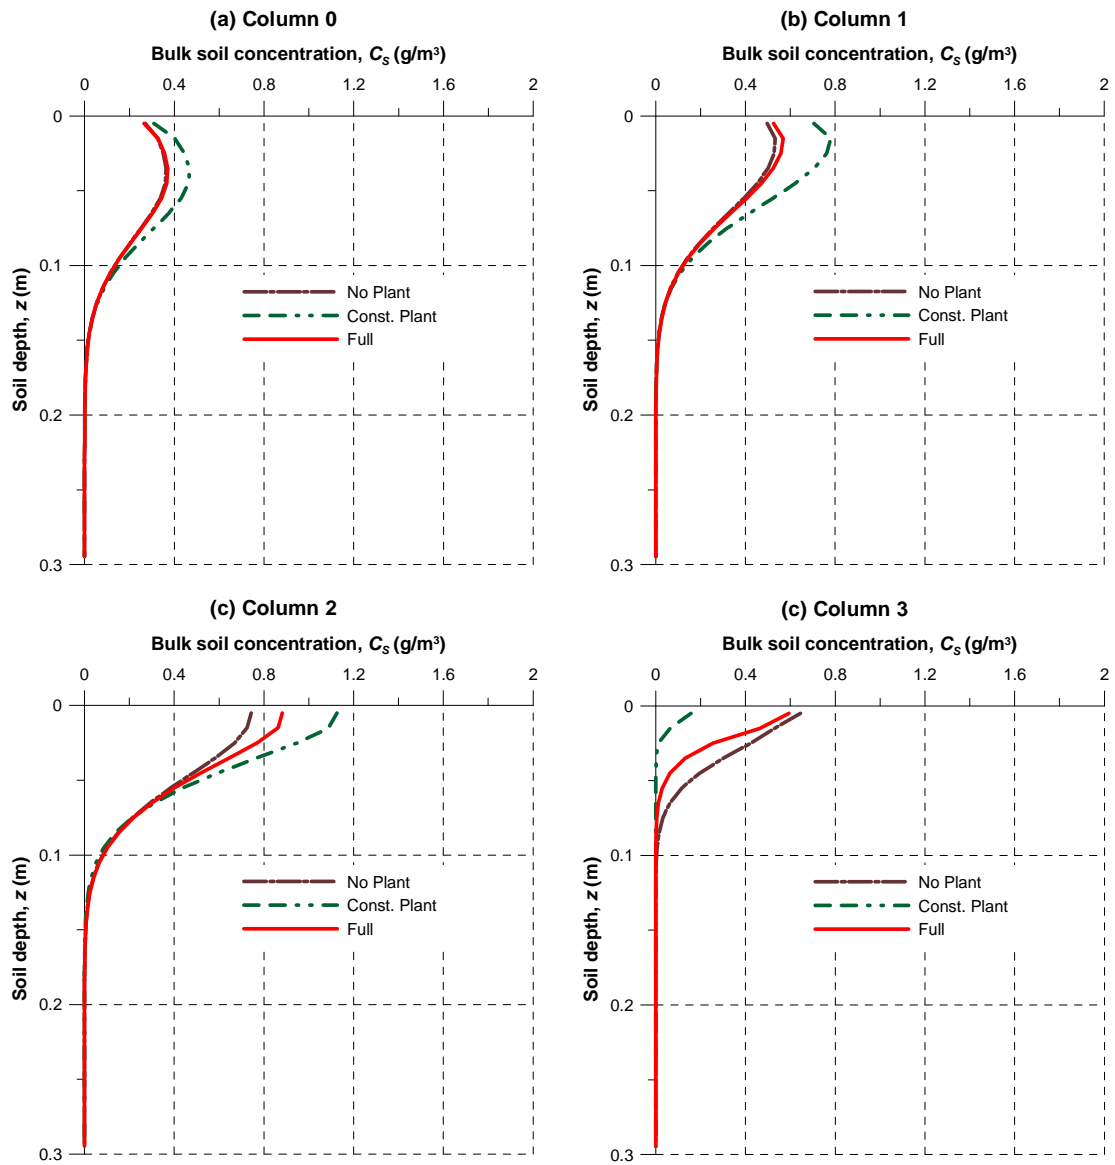 (a) Column 0
Bulk soil concentration, Cs (g/m³)
0 0.4 0.8 1.2 1.6 2
0
0.1
0.2
0.3
Soil depth, z (m)
No Plant
Const. Plant
Full
(b) Column 1
Bulk soil concentration, Cs (g/m³)
0 0.4 0.8 1.2 1.6 2
0
0.1
0.2
0.3
Soil depth, z (m)
No Plant
Const. Plant
Full
(c) Column 2
Bulk soil concentration, Cs (g/m³)
0 0.4 0.8 1.2 1.6 2
0
0.1
0.2
0.3
Soil depth, z (m)
No Plant
Const. Plant
Full
(c) Column 3
Bulk soil concentration, Cs (g/m³)
0 0.4 0.8 1.2 1.6 2
0
0.1
0.2
0.3
Soil depth, z (m)
No Plant
Const. Plant
Full